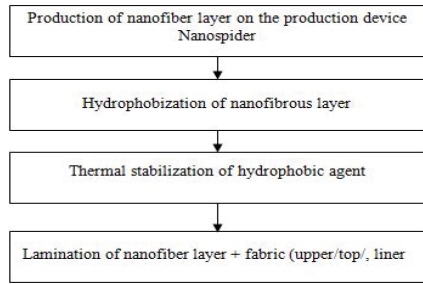 Production of nanofiber layer on the production device
Nanospider
Hydrophobization of nanofibrous layer
Thermal stabilization of hydrophobic agent
Lamination of nanofiber layer + fabric (upper/top/, liner